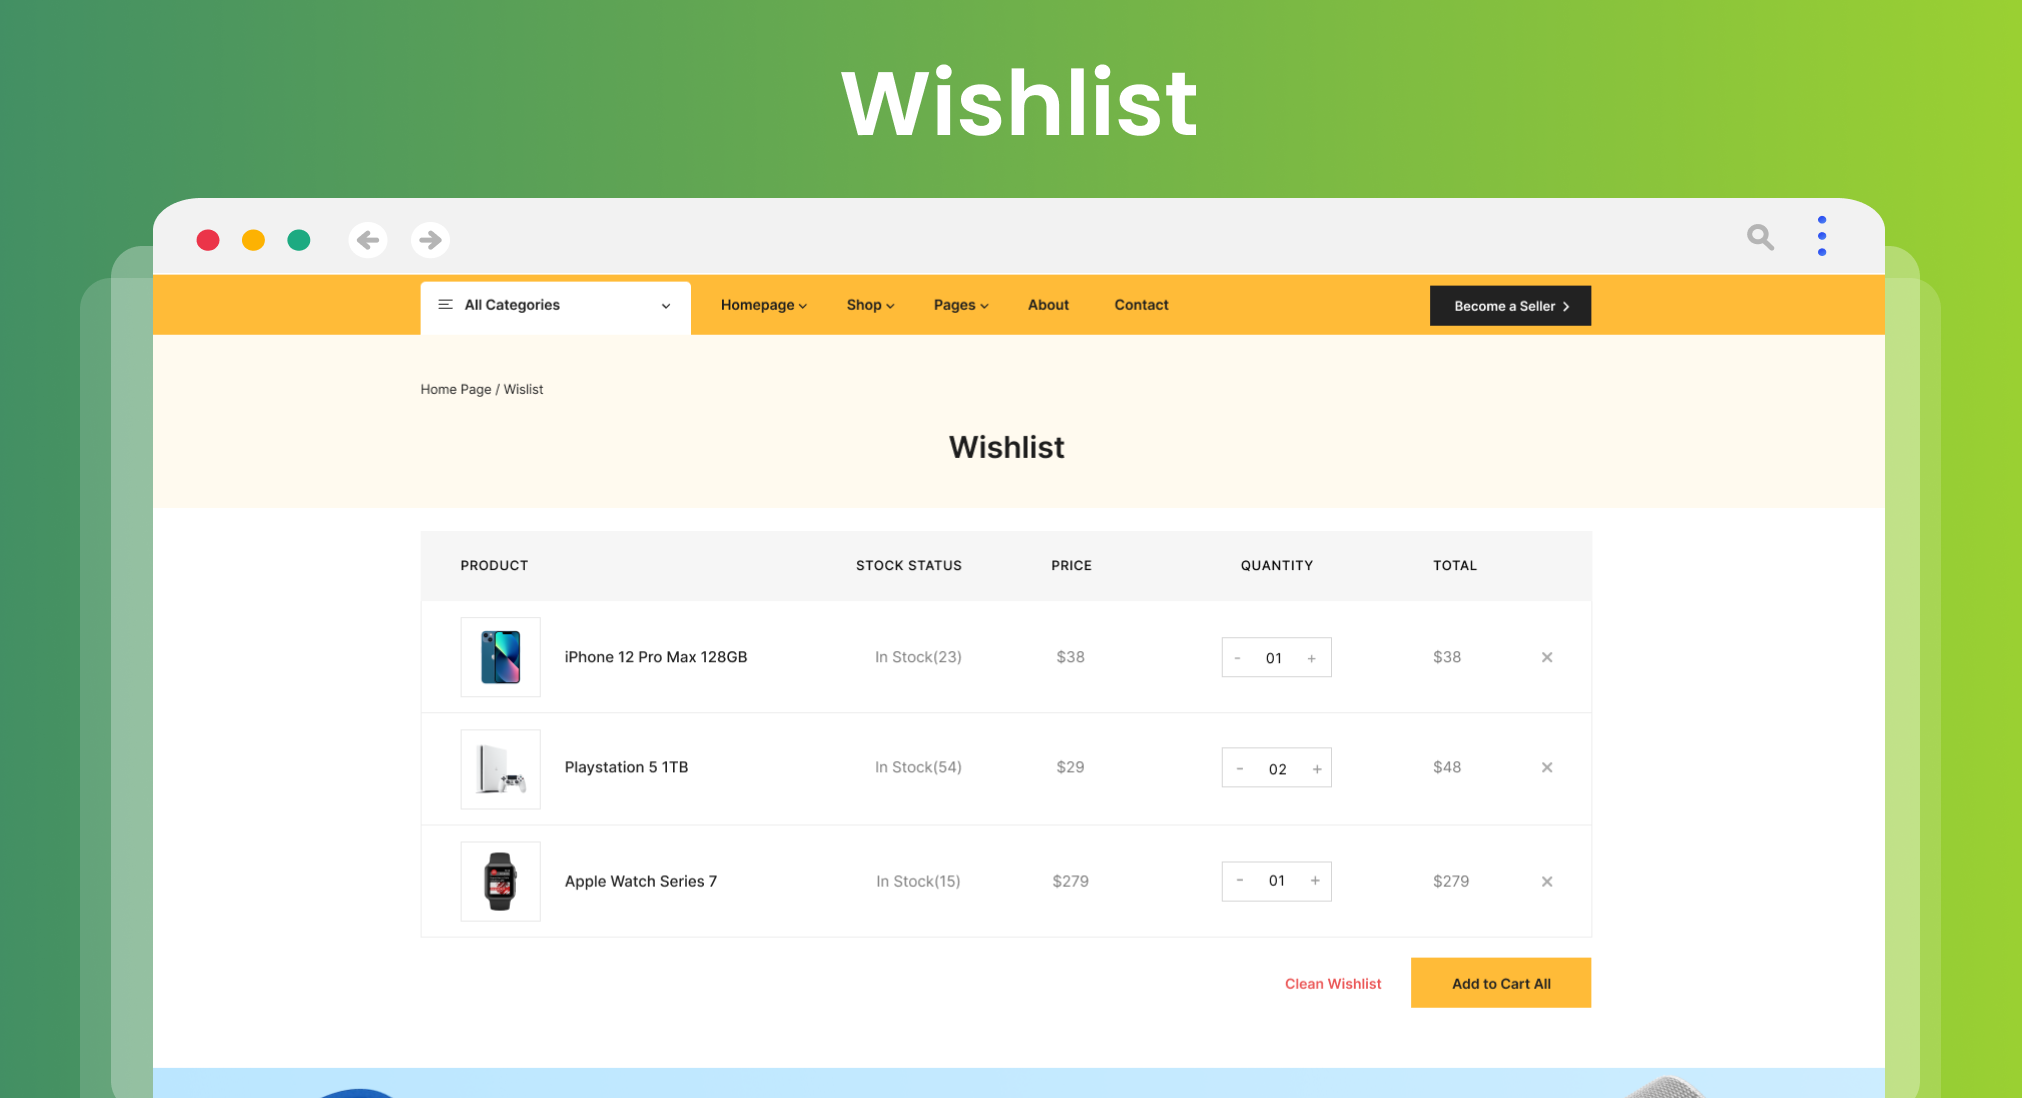 Wishlist
All Categories Homepage Shop Pages About Contact Become a Seller
Home Page / Wislist
Wishlist
PRODUCT STOCK STATUS PRICE QUANTITY TOTAL
iPhone 12 Pro Max 128GB In Stock(23) $38 - 01 + $38 ×
Playstation 5 1TB In Stock(54) $29 - 02 + $48 ×
Apple Watch Series 7 In Stock(15) $279 - 01 + $279 ×
Clean Wishlist Add to Cart All